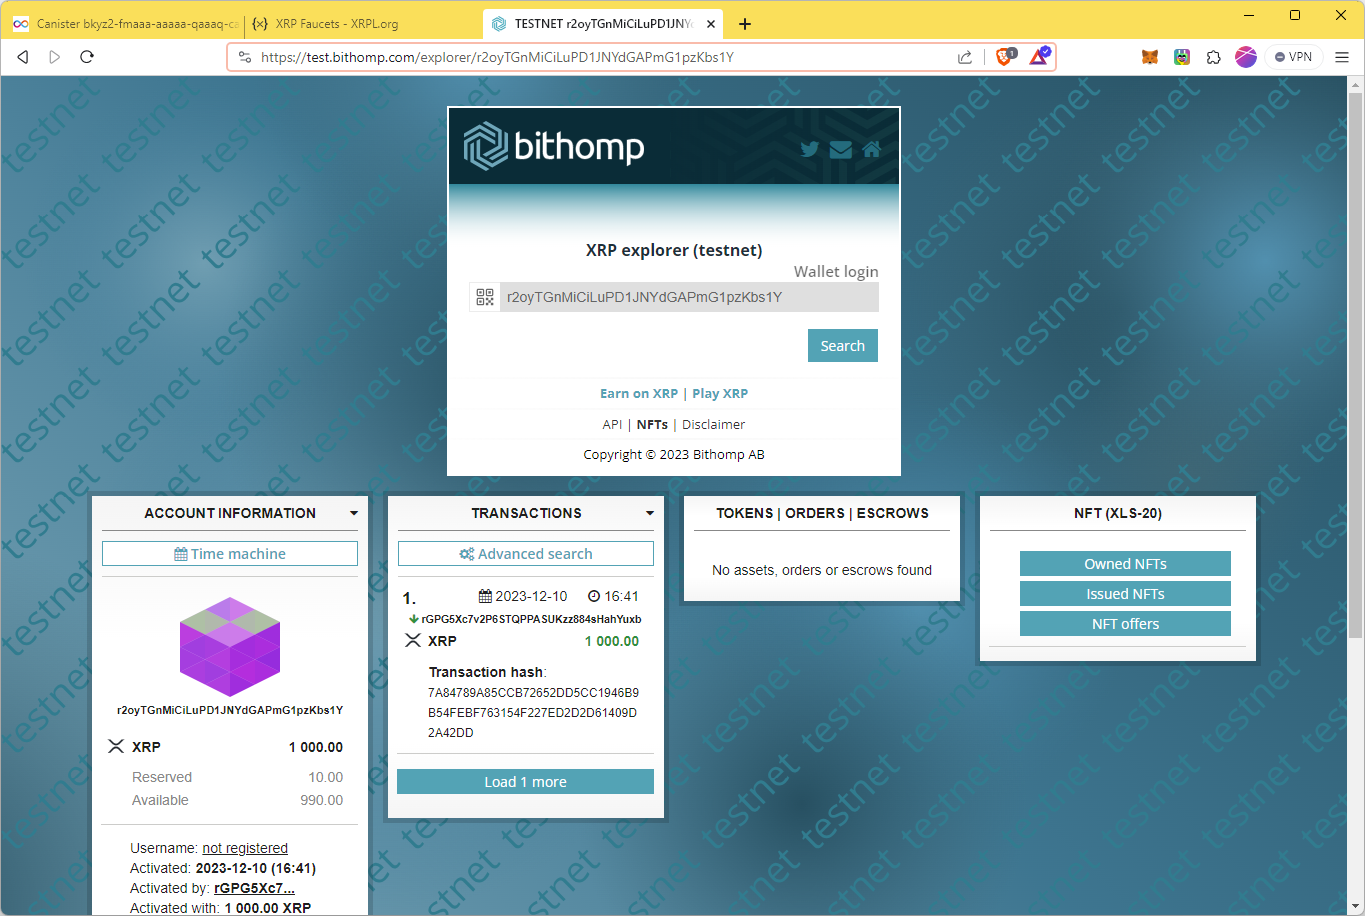 Canister bkyz2-fmaaa-aaaaa-qaaaq-ca
XRP Faucets - XRPL.org
TESTNET r2oyTGnMiCiLuPD1JNY
https://test.bithomp.com/explorer/r2oyTGnMiCiLuPD1JNYdGAPmG1pzKbs1Y
1
VPN
bithomp
XRP explorer (testnet)
Wallet login
r2oyTGnMiCiLuPD1JNYdGAPmG1pzKbs1Y
Search
Earn on XRP | Play XRP
API | NFTs | Disclaimer
Copyright © 2023 Bithomp AB
ACCOUNT INFORMATION
Time machine
r2oyTGnMiCiLuPD1JNYdGAPmG1pzKbs1Y
XRP 1 000.00
Reserved 10.00
Available 990.00
Username: not registered
Activated: 2023-12-10 (16:41)
Activated by: rGPG5Xc7...
Activated with: 1 000.00 XRP
TRANSACTIONS
Advanced search
1. 2023-12-10 16:41
rGPG5Xc7v2P6STQPPASUKzz884sHahYuxb
XRP 1 000.00
Transaction hash:
7A84789A85CCB72652DD5CC1946B9
B54FEBF763154F227ED2D2D61409D
2A42DD
Load 1 more
TOKENS | ORDERS | ESCROWS
No assets, orders or escrows found
NFT (XLS-20)
Owned NFTs
Issued NFTs
NFT offers
testnet